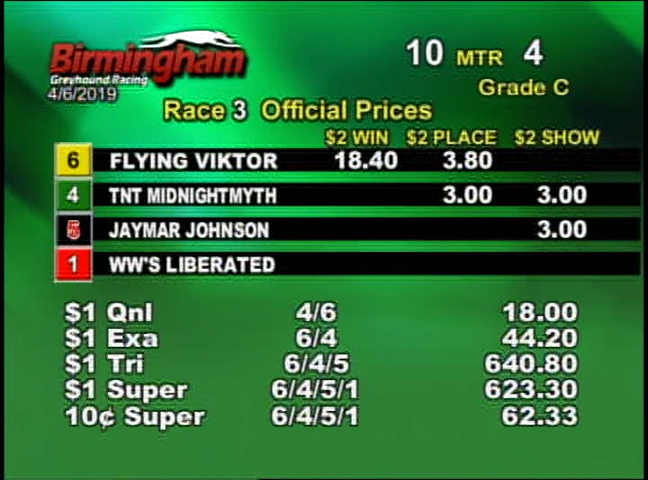 Birmingham
Greyhound Racing
4/6/2019
10 MTR 4
Grade C
Race 3 Official Prices
$2 WIN $2 PLACE $2 SHOW
6 FLYING VIKTOR 18.40 3.80
4 TNT MIDNIGHTMYTH 3.00 3.00
5 JAYMAR JOHNSON 3.00
1 WW'S LIBERATED
$1 Qnl 4/6 18.00
$1 Exa 6/4 44.20
$1 Tri 6/4/5 640.80
$1 Super 6/4/5/1 623.30
10¢ Super 6/4/5/1 62.33